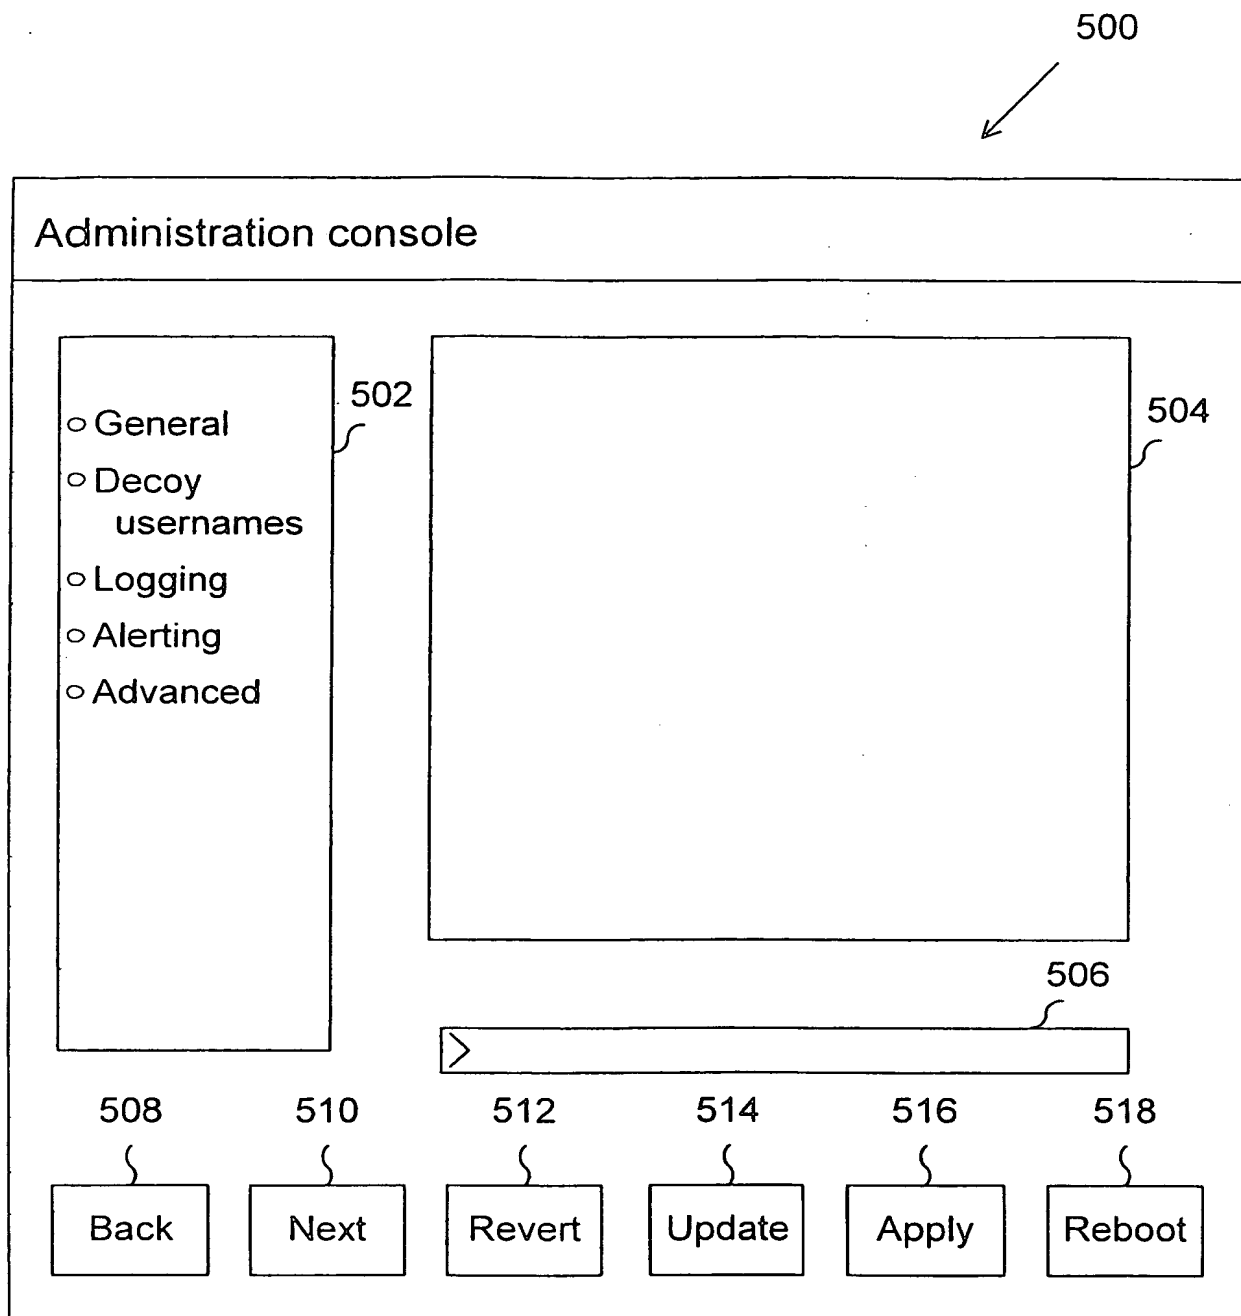 500
Administration console
502
504
General
Decoy
usernames
Logging
Alerting
Advanced
506
>
508 510 512 514 516 518
Back Next Revert Update Apply Reboot